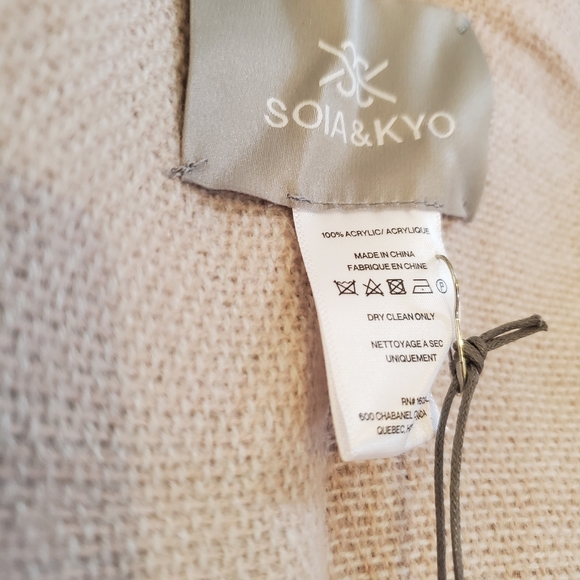 SOIA&KYO
100% ACRYLIC/ ACRYLIQUE
MADE IN CHINA
FABRIQUE EN CHINE
P
DRY CLEAN ONLY
NETTOYAGE A SEC
UNIQUEMENT
RN#
600 CHABANEL
QUEBEC